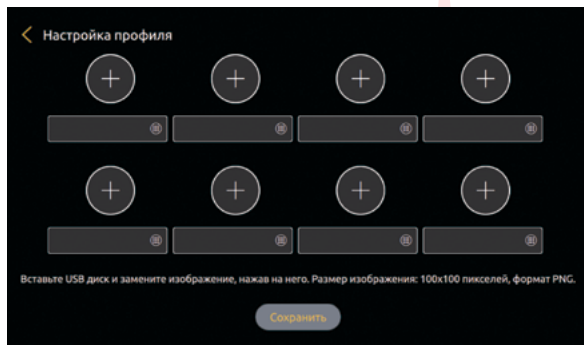 Настройка профиля
Вставьте USB диск и замените изображение, нажав на него. Размер изображения: 100x100 пикселей, формат PNG.
Сохранить